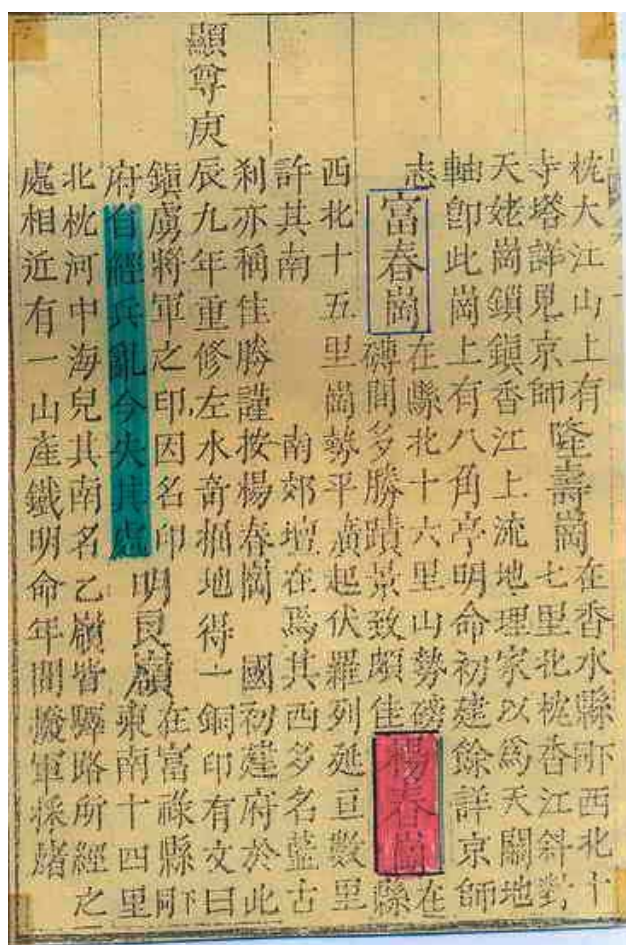 枕大江山上有
寺塔詳見京師
隆壽崗
在香水縣西北十
七里北枕香江斜對
天姥崗鎖鎮香江上流地理家以爲天關地
軸卽此崗上有八角亭明命初建餘詳京師
志
富春崗
在縣北十六里山勢磅
礴間多勝蹟景致頗佳
楊春崗
在
縣
西北十五里崗勢平廣起伏羅列延亘數里
許其南 南郊壇在焉其西多名藍古
刹亦稱佳勝謹按楊春崗 國初建府於此
顯尊庚辰九年重修左水奇掘地得一銅印有文曰
鎮虜將軍之印因名印
府自經兵亂今失其處
明良嶺
在富祿縣
東南十四里
北枕河中海兒其南名乙嶺皆驛路所經之
處相近有一山產鐵明命年間撥軍採